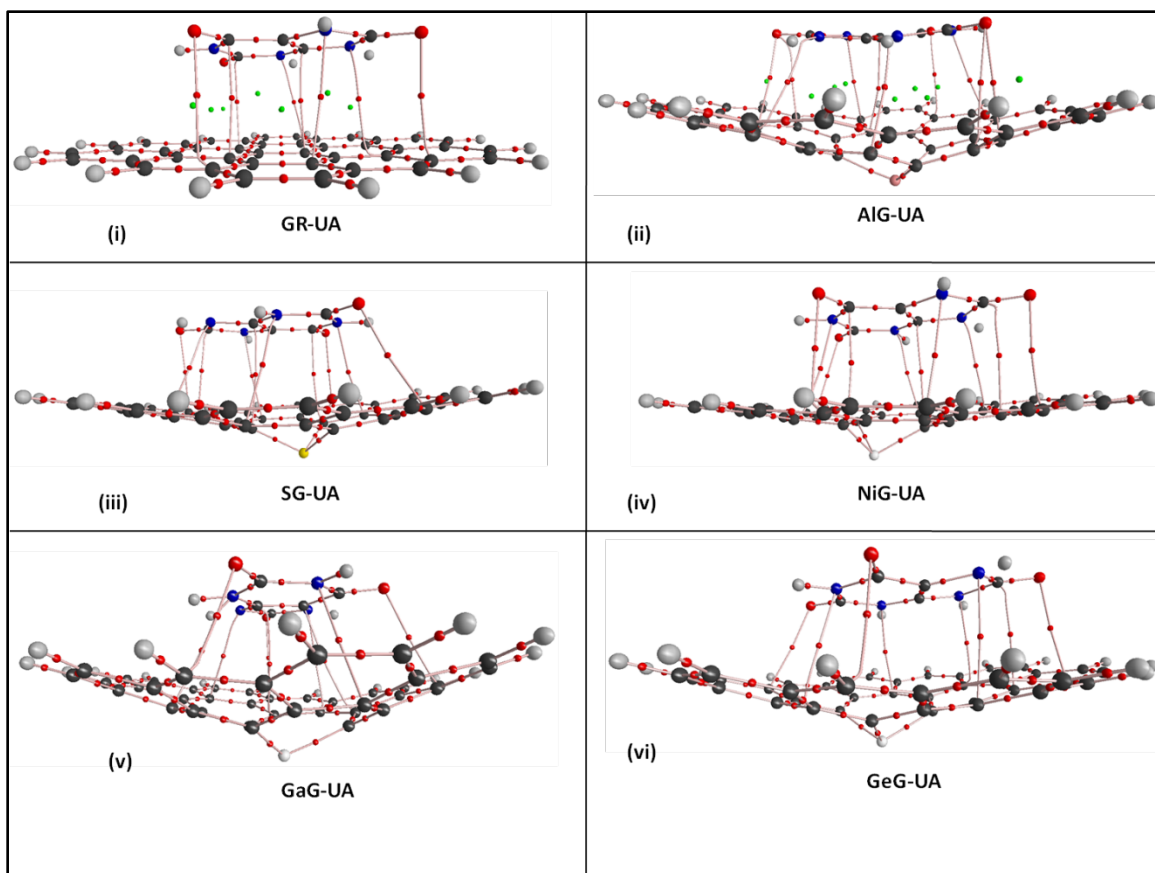 (i)
GR-UA
(ii)
AlG-UA
(iii)
SG-UA
(iv)
NiG-UA
(v)
GaG-UA
(vi)
GeG-UA